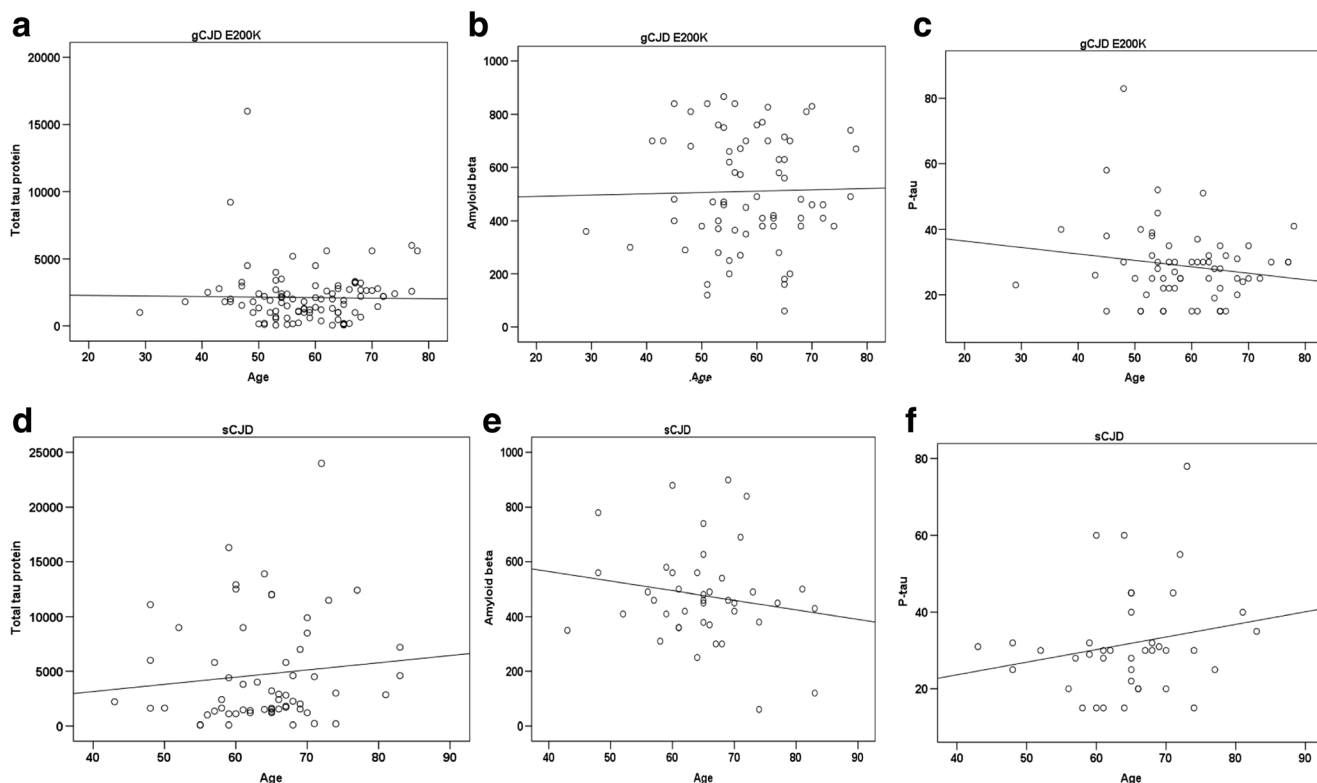 a
gCJD E200K
Total tau protein
20000
15000
10000
5000
0
20 30 40 50 60 70 80
Age
b
gCJD E200K
Amyloid beta
1000
800
600
400
200
0
20 30 40 50 60 70 80
Age
c
gCJD E200K
P-tau
80
60
40
20
20 30 40 50 60 70 80
Age
d
sCJD
Total tau protein
25000
20000
15000
10000
5000
0
40 50 60 70 80 90
Age
e
sCJD
Amyloid beta
1000
800
600
400
200
0
40 50 60 70 80 90
Age
f
sCJD
P-tau
80
60
40
20
40 50 60 70 80 90
Age